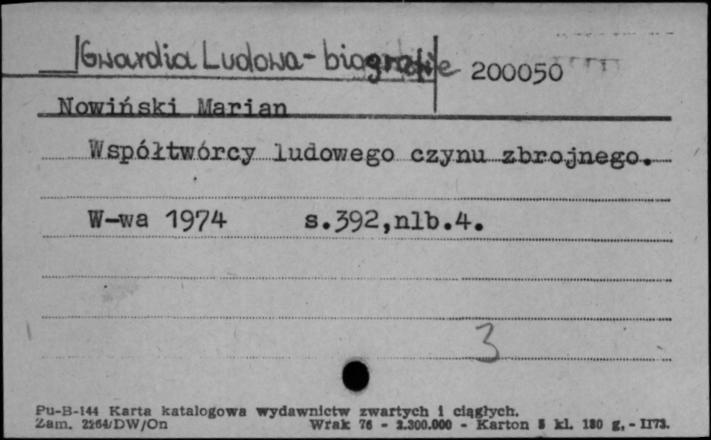 Gwardia Ludowa - biografie 200050
Nowiński Marian
Współtwórcy ludowego czynu zbrojnego.
W-wa 1974 s.392,nlb.4.
3
Pu-B-144 Karta katalogowa wydawnictw zwartych i ciągłych.
Zam. 2264/DW/On Wrak 76 - 2.300.000 - Karton 5 kl. 180 g, - II73.